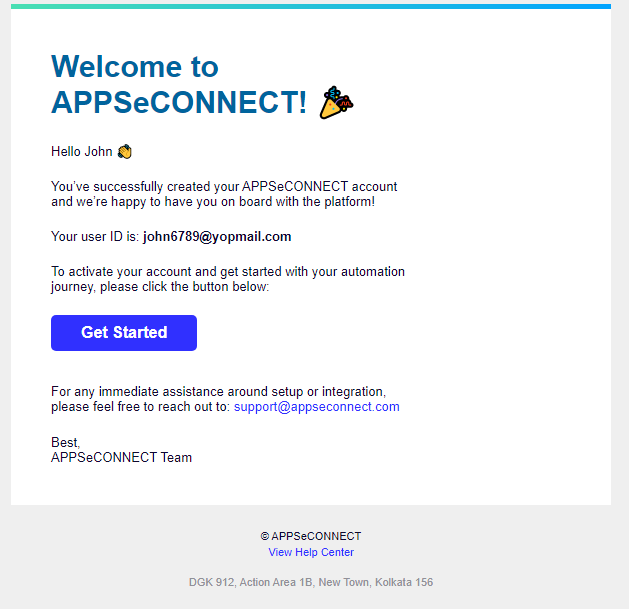 Welcome to
APPSeCONNECT! 🎉
Hello John 👏
You've successfully created your APPSeCONNECT account
and we're happy to have you on board with the platform!
Your user ID is: john6789@yopmail.com
To activate your account and get started with your automation
journey, please click the button below:
Get Started
For any immediate assistance around setup or integration,
please feel free to reach out to: support@appseconnect.com
Best,
APPSeCONNECT Team
© APPSeCONNECT
View Help Center
DGK 912, Action Area 1B, New Town, Kolkata 156